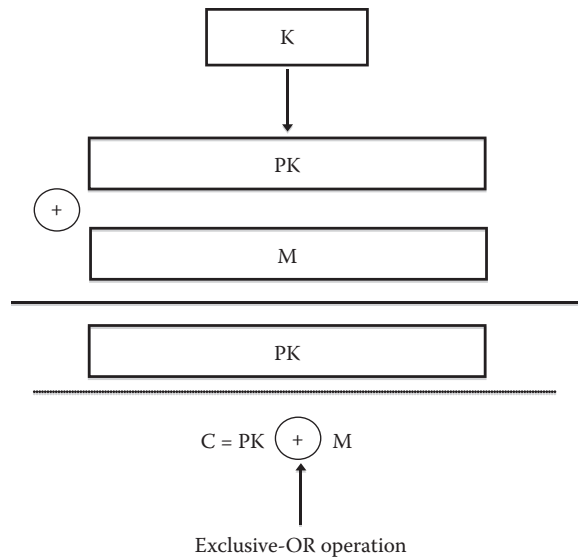 K
PK
+
M
PK
C = PK + M
Exclusive-OR operation